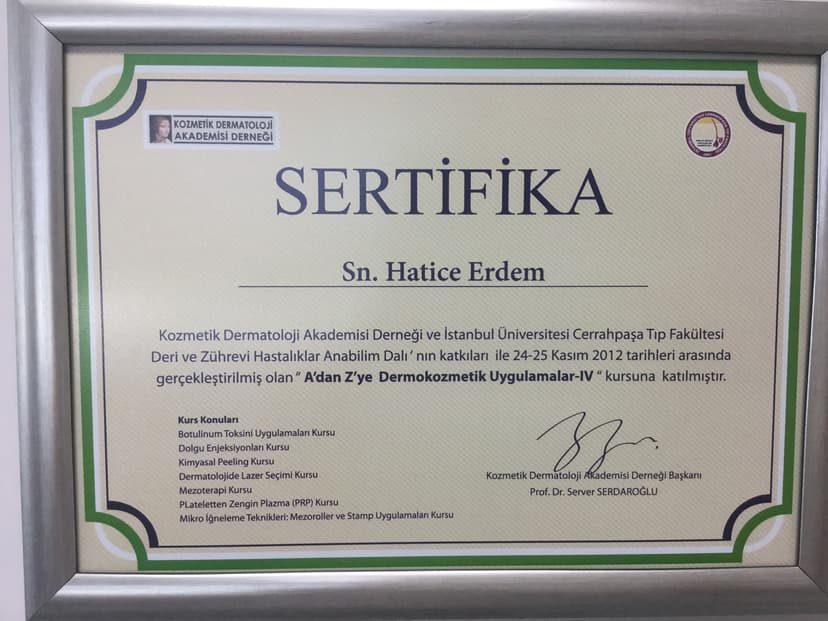 KOZMETİK DERMATOLOJİ
AKADEMİSİ DERNEĞİ
SERTİFİKA
Sn. Hatice Erdem
Kozmetik Dermatoloji Akademisi Derneği ve İstanbul Üniversitesi Cerrahpaşa Tıp Fakültesi
Deri ve Zührevi Hastalıklar Anabilim Dalı' nın katkıları ile 24-25 Kasım 2012 tarihleri arasında
gerçekleştirilmiş olan " A'dan Z'ye Dermokozmetik Uygulamalar-IV " kursuna katılmıştır.
Kurs Konuları
Botulinum Toksini Uygulamaları Kursu
Dolgu Enjeksiyonları Kursu
Kimyasal Peeling Kursu
Dermatolojide Lazer Seçimi Kursu
Mezoterapi Kursu
PLateletten Zengin Plazma (PRP) Kursu
Mikro İğneleme Teknikleri: Mezoroller ve Stamp Uygulamaları Kursu
Kozmetik Dermatoloji Akademisi Derneği Başkanı
Prof. Dr. Server SERDAROĞLU